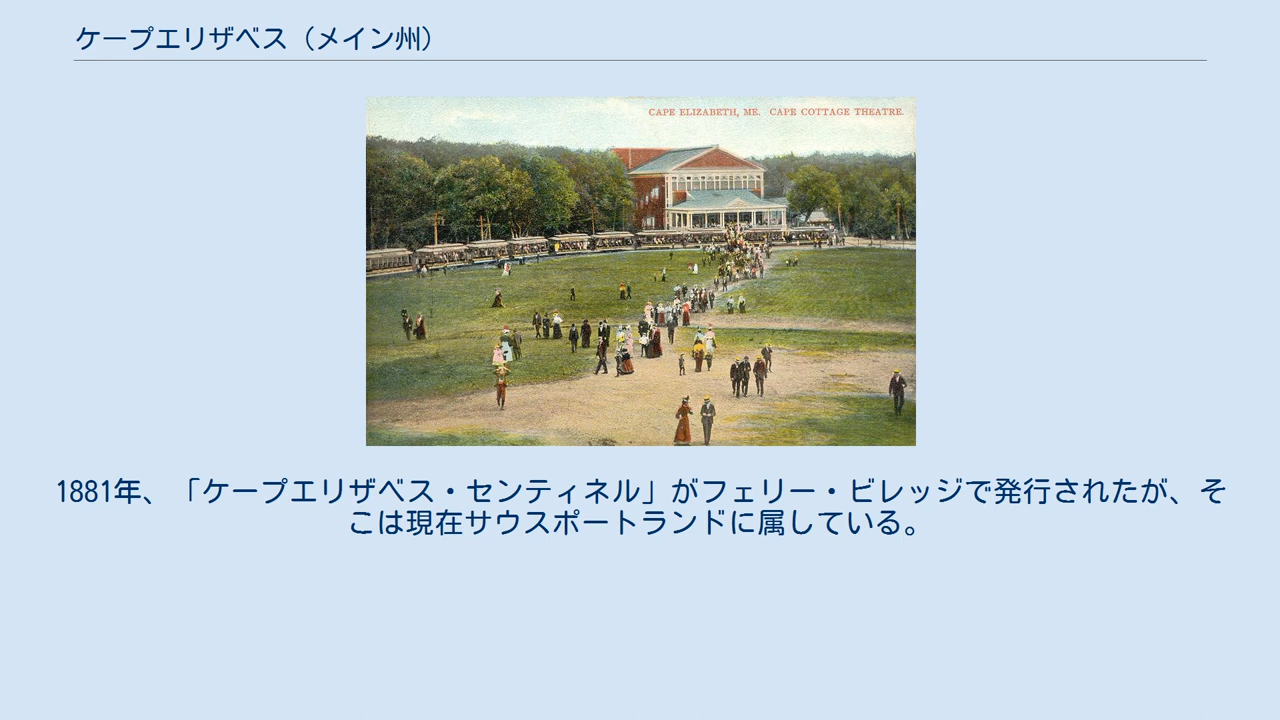 ケープエリザベス（メイン州）
CAPE ELIZABETH, ME. CAPE COTTAGE THEATRE.
1881年、「ケープエリザベス・センティネル」がフェリー・ビレッジで発行されたが、そ
こは現在サウスポートランドに属している。